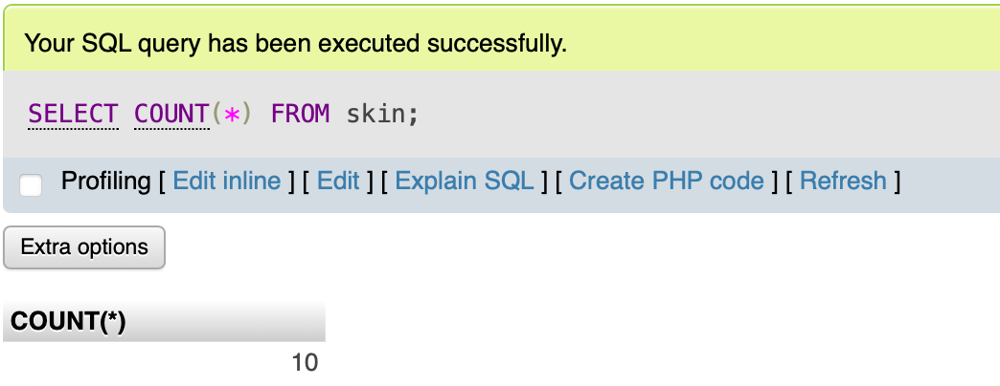 Your SQL query has been executed successfully.
SELECT COUNT(*) FROM skin;
Profiling [ Edit inline ] [ Edit ] [ Explain SQL ] [ Create PHP code ] [ Refresh ]
Extra options
COUNT(*)
10